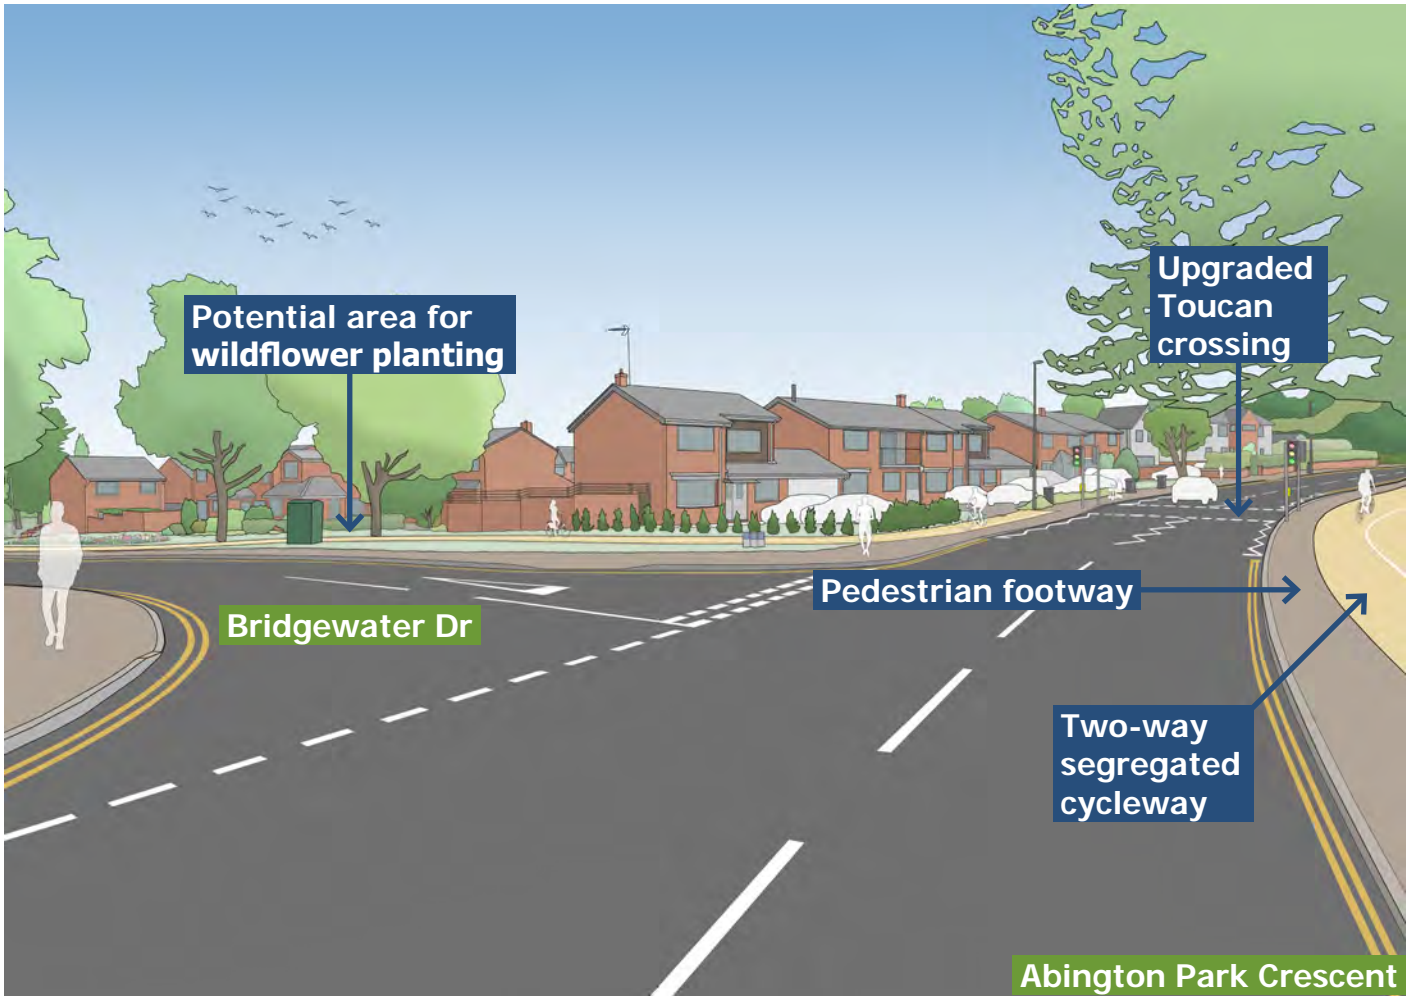 Upgraded
Toucan
crossing
Potential area for
wildflower planting
Pedestrian footway
Bridgewater Dr
Two-way
segregated
cycleway
Abington Park Crescent